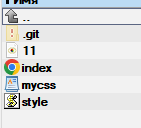 Имя
..
.git
11
index
mycss
style